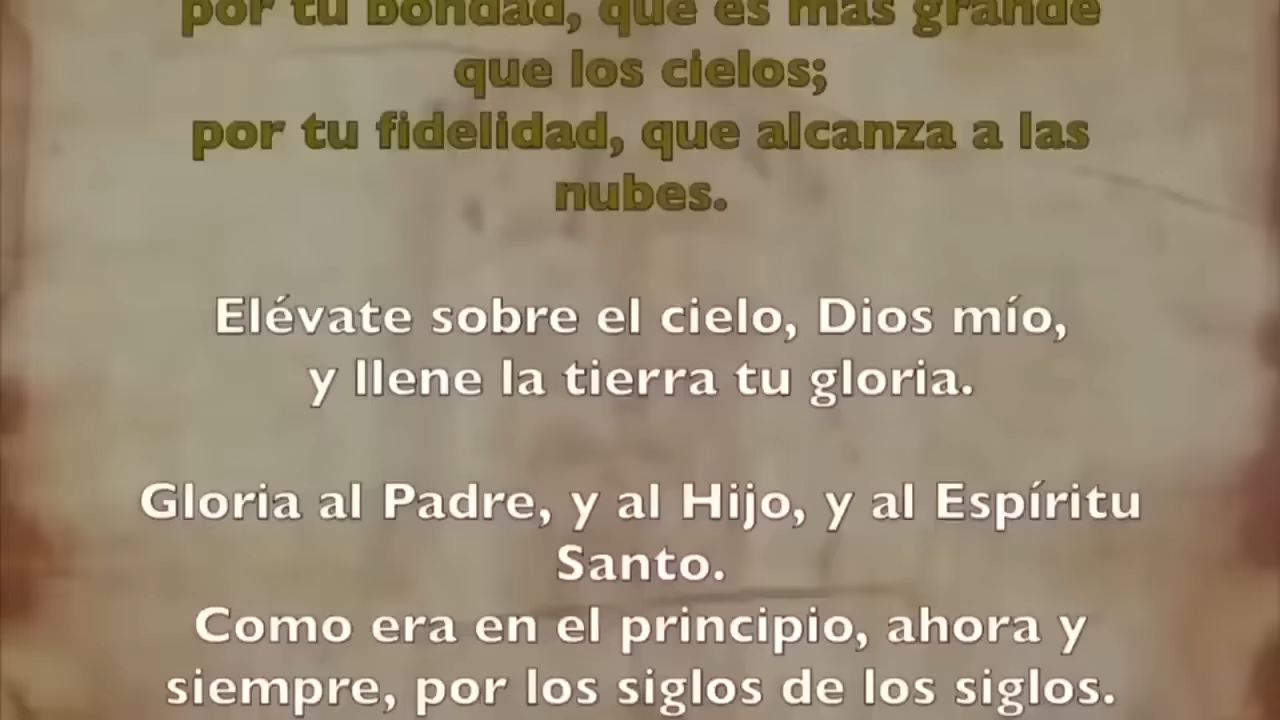 por tu bondad, que es más grande
que los cielos;
por tu fidelidad, que alcanza a las
nubes.
Elévate sobre el cielo, Dios mío,
y llene la tierra tu gloria.
Gloria al Padre, y al Hijo, y al Espíritu
Santo.
Como era en el principio, ahora y
siempre, por los siglos de los siglos.